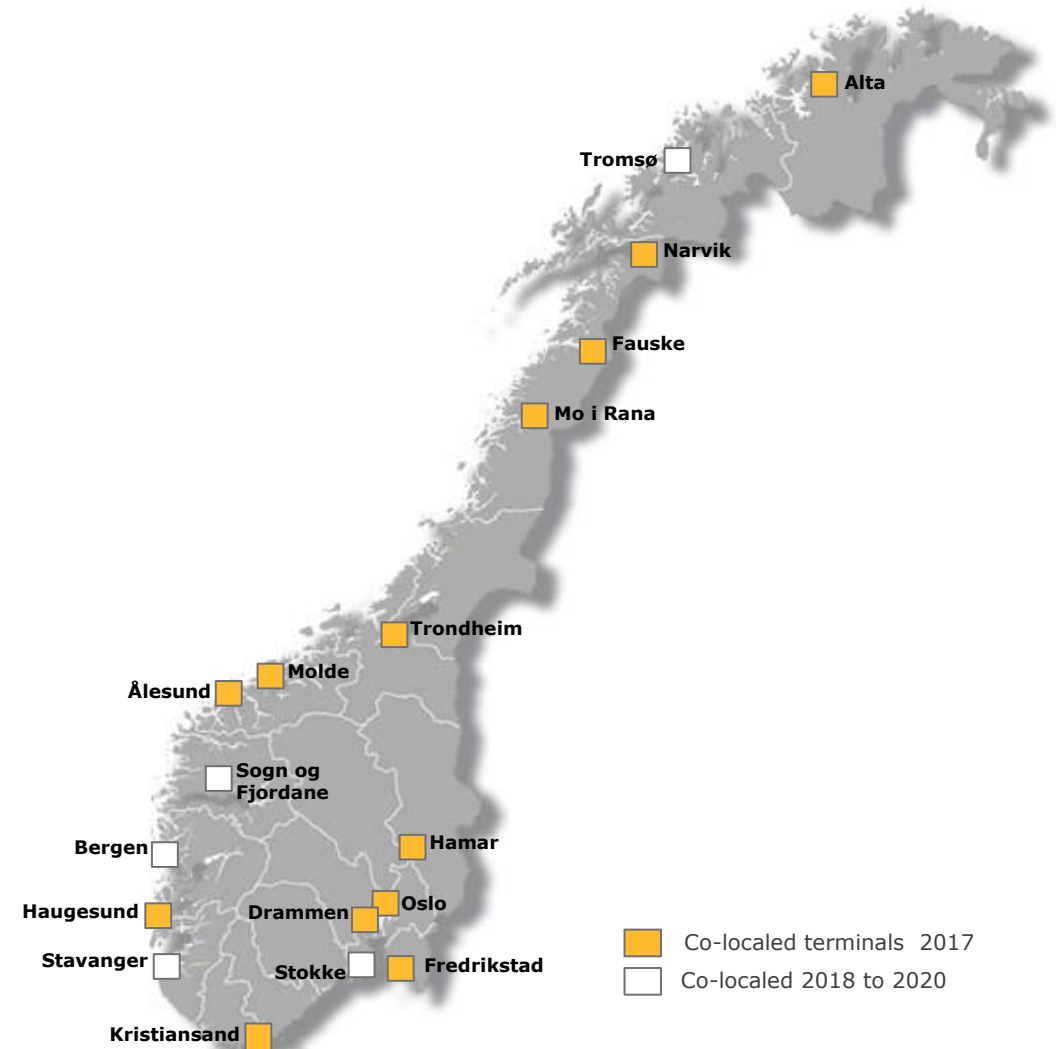 Alta
Tromsø
Narvik
Fauske
Mo i Rana
Trondheim
Molde
Ålesund
Sogn og
Fjordane
Hamar
Bergen
Oslo
Haugesund
Drammen
Stavanger
Stokke
Fredrikstad
Kristiansand
Co-localed terminals 2017
Co-localed 2018 to 2020